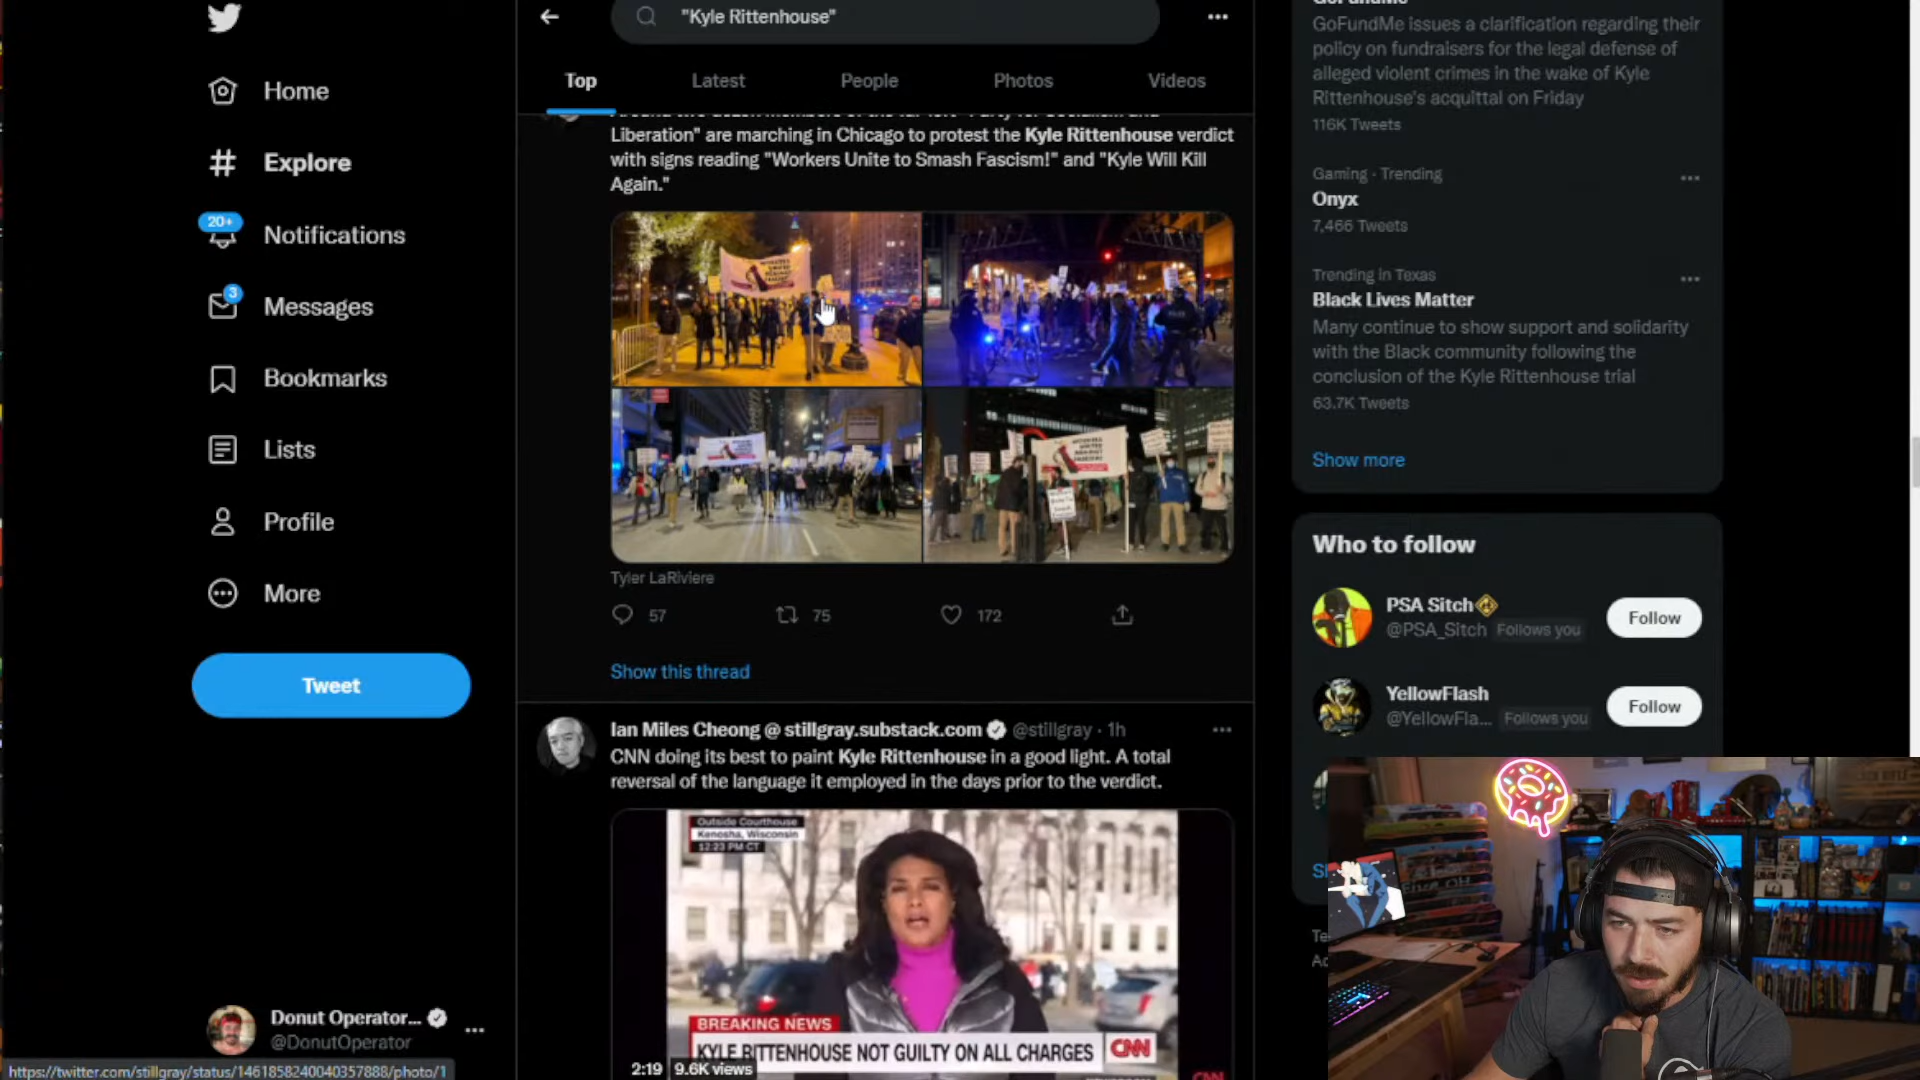 Home
Explore
20+
Notifications
3
Messages
Bookmarks
Lists
Profile
More
Tweet
Donut Operator...
@DonutOperator
https://twitter.com/stillgray/status/1461858240040357888/photo/1
"Kyle Rittenhouse"
Top
Latest
People
Photos
Videos
Liberation" are marching in Chicago to protest the Kyle Rittenhouse verdict
with signs reading "Workers Unite to Smash Fascism!" and "Kyle Will Kill
Again."
Tyler LaRiviere
57
75
172
Show this thread
Ian Miles Cheong @ stillgray.substack.com @stillgray · 1h
CNN doing its best to paint Kyle Rittenhouse in a good light. A total
reversal of the language it employed in the days prior to the verdict.
Outside Courthouse
Kenosha, Wisconsin
12:23 PM CT
BREAKING NEWS
KYLE RITTENHOUSE NOT GUILTY ON ALL CHARGES
CNN
2:19
9.6K views
GoFundMe
GoFundMe issues a clarification regarding their
policy on fundraisers for the legal defense of
alleged violent crimes in the wake of Kyle
Rittenhouse's acquittal on Friday
116K Tweets
Gaming · Trending
Onyx
7,466 Tweets
Trending in Texas
Black Lives Matter
Many continue to show support and solidarity
with the Black community following the
conclusion of the Kyle Rittenhouse trial
63.7K Tweets
Show more
Who to follow
PSA Sitch
@PSA_Sitch Follows you
Follow
YellowFlash
@YellowFla... Follows you
Follow